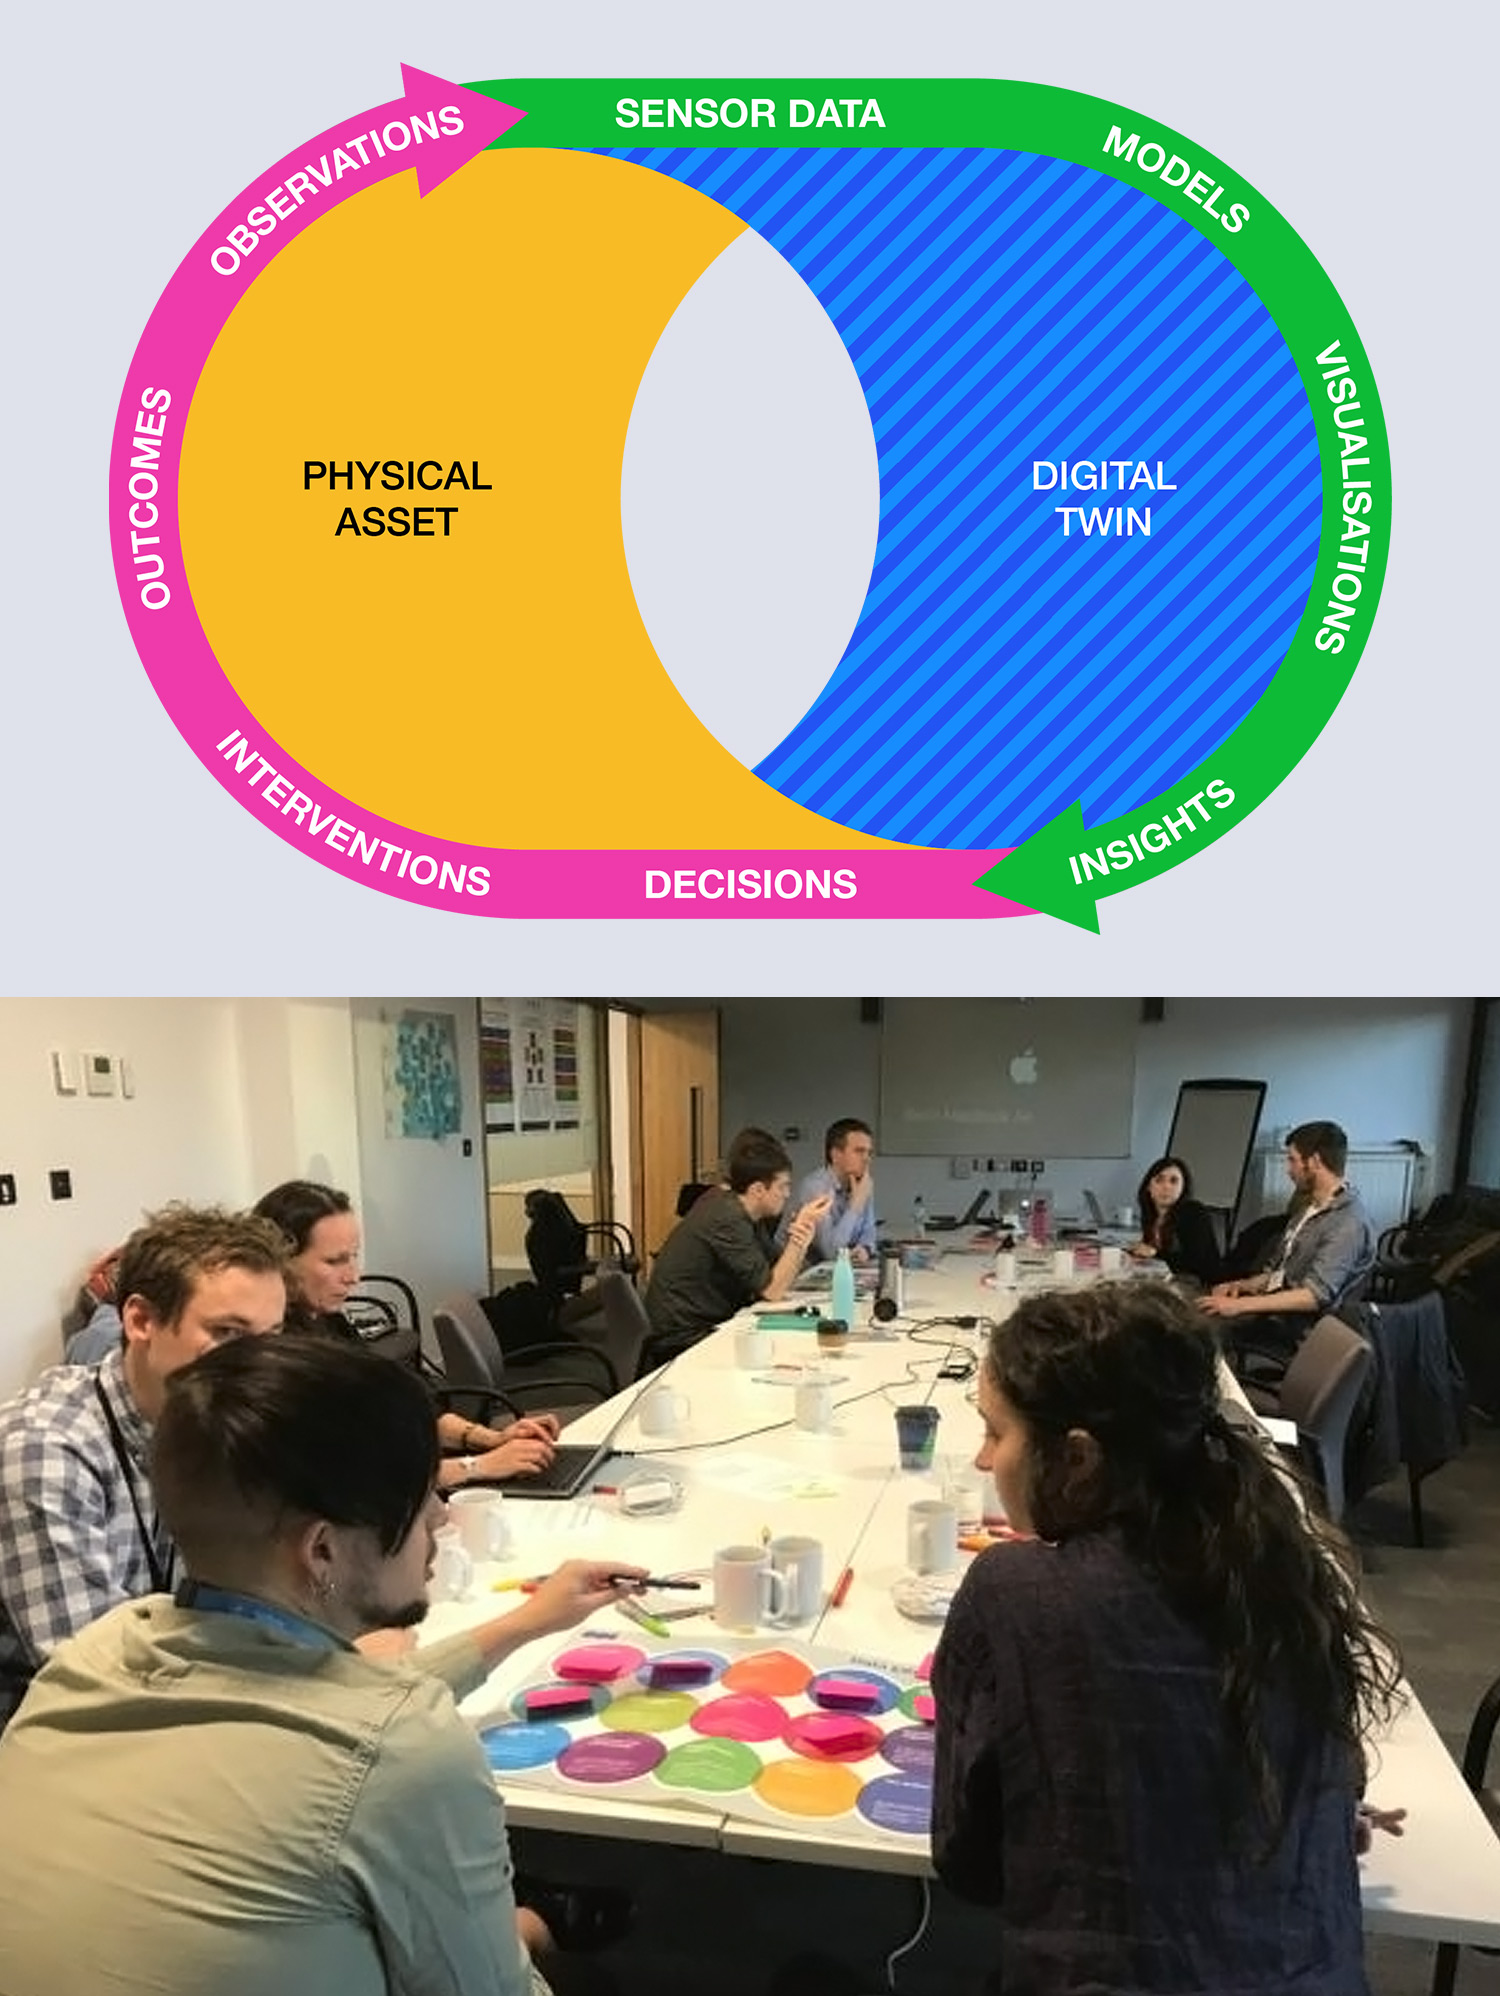 OBSERVATIONS
SENSOR DATA
MODELS
VISUALISATIONS
INSIGHTS
DECISIONS
INTERVENTIONS
OUTCOMES
PHYSICAL
ASSET
DIGITAL
TWIN